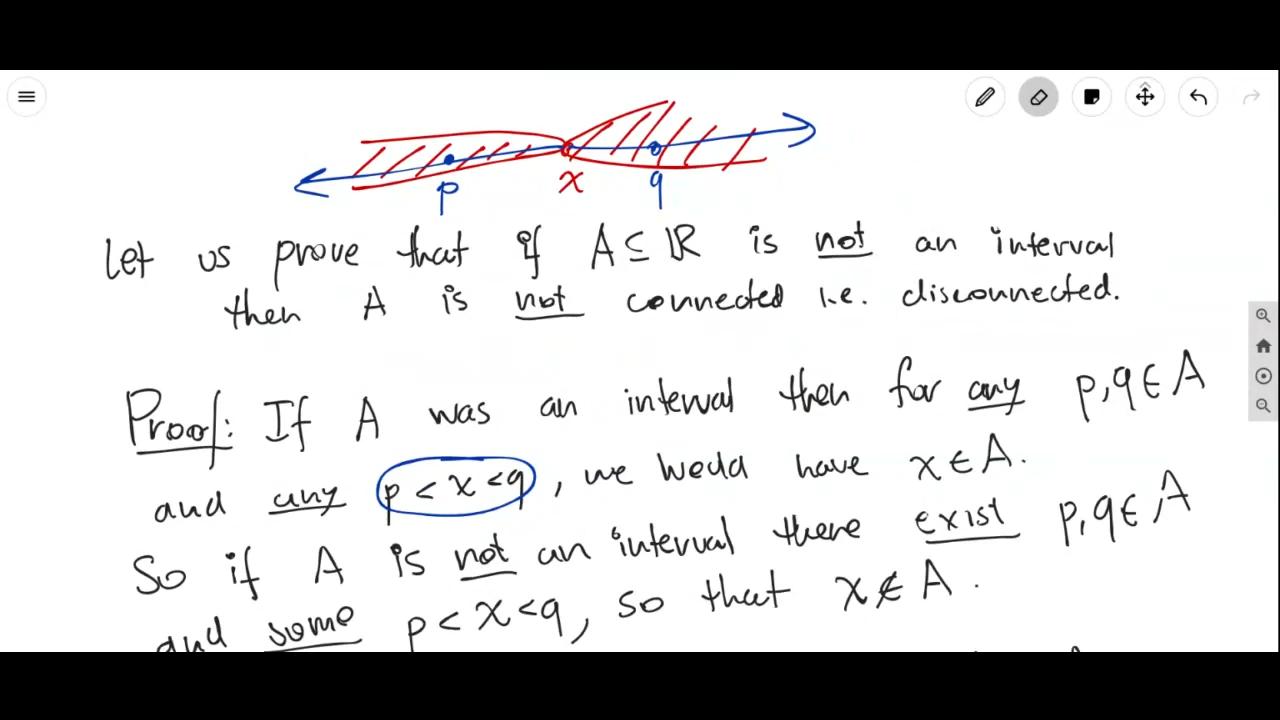 p x q
Let us prove that if A ⊆ ℝ is not an interval
then A is not connected i.e. disconnected.
Proof: If A was an interval then for any p,q ∈ A
and any p < x < q, we would have x ∈ A.
So if A is not an interval there exist p,q ∈ A
and some p < x < q, so that x ∉ A.